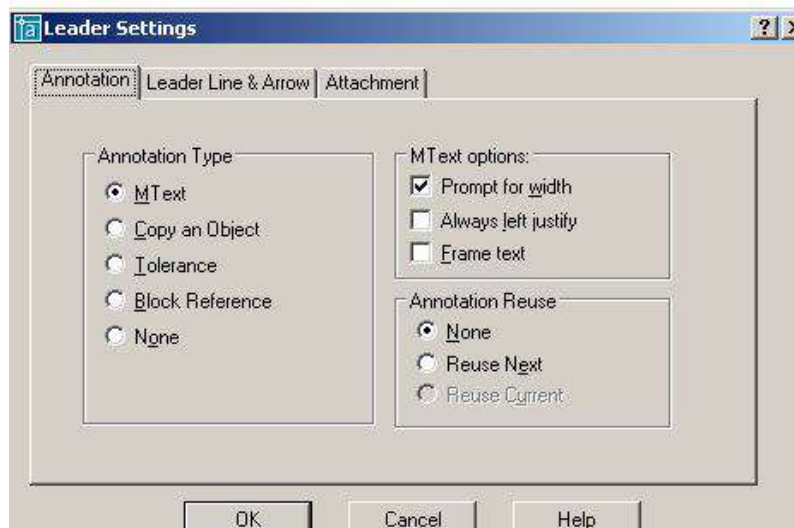 Leader Settings
Annotation
Leader Line & Arrow
Attachment
Annotation Type
MText
Copy an Object
Tolerance
Block Reference
None
MText options:
Prompt for width
Always left justify
Frame text
Annotation Reuse
None
Reuse Next
Reuse Current
OK
Cancel
Help